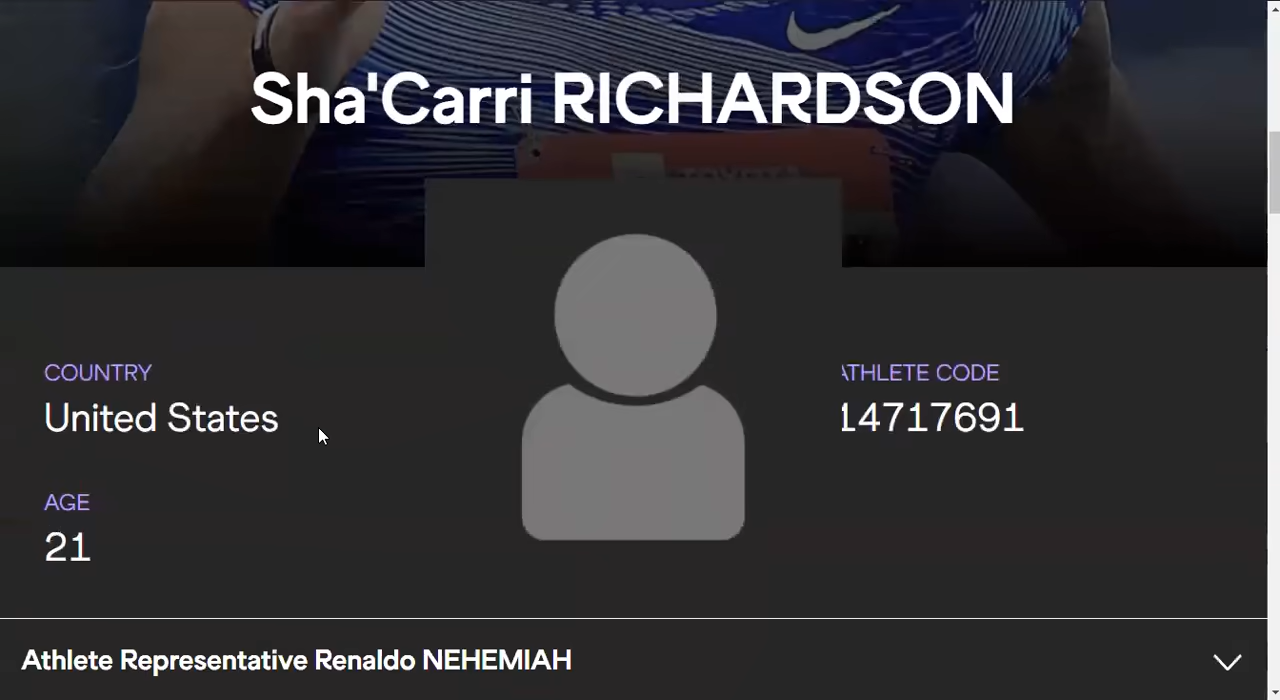 Sha'Carri RICHARDSON
COUNTRY
United States
ATHLETE CODE
14717691
AGE
21
Athlete Representative Renaldo NEHEMIAH